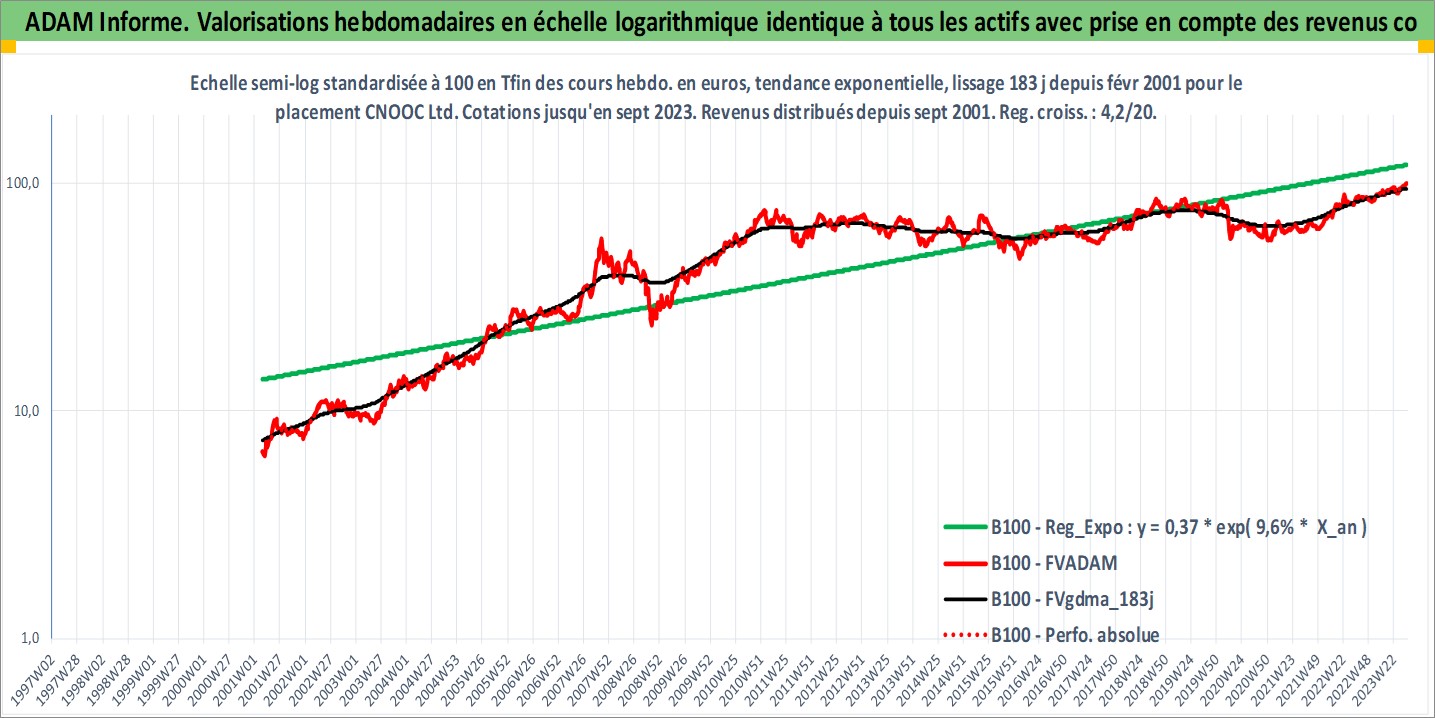 ADAM Informe. Valorisations hebdomadaires en échelle logarithmique identique à tous les actifs avec prise en compte des revenus co
Echelle semi-log standardisée à 100 en Tfin des cours hebdo. en euros, tendance exponentielle, lissage 183 j depuis févr 2001 pour le
placement CNOOC Ltd. Cotations jusqu'en sept 2023. Revenus distribués depuis sept 2001. Reg. croiss. : 4,2/20.
100,0
10,0
1,0
B100 - Reg_Expo : y = 0,37 * exp( 9,6% * X_an )
B100 - FVADAM
B100 - FVgdma_183j
B100 - Perfo. absolue
1997W02
1997W28
1998W02
1998W28
1999W01
1999W27
2000W01
2000W27
2001W01
2001W27
2002W01
2002W27
2003W01
2003W27
2004W01
2004W27
2004W53
2005W26
2005W52
2006W26
2006W52
2007W26
2007W52
2008W26
2008W52
2009W26
2009W52
2010W25
2010W51
2011W25
2011W51
2012W25
2012W51
2013W25
2013W51
2014W25
2014W51
2015W25
2015W51
2016W24
2016W50
2017W24
2017W50
2018W24
2018W50
2019W24
2019W50
2020W24
2020W50
2021W23
2021W49
2022W22
2022W48
2023W22